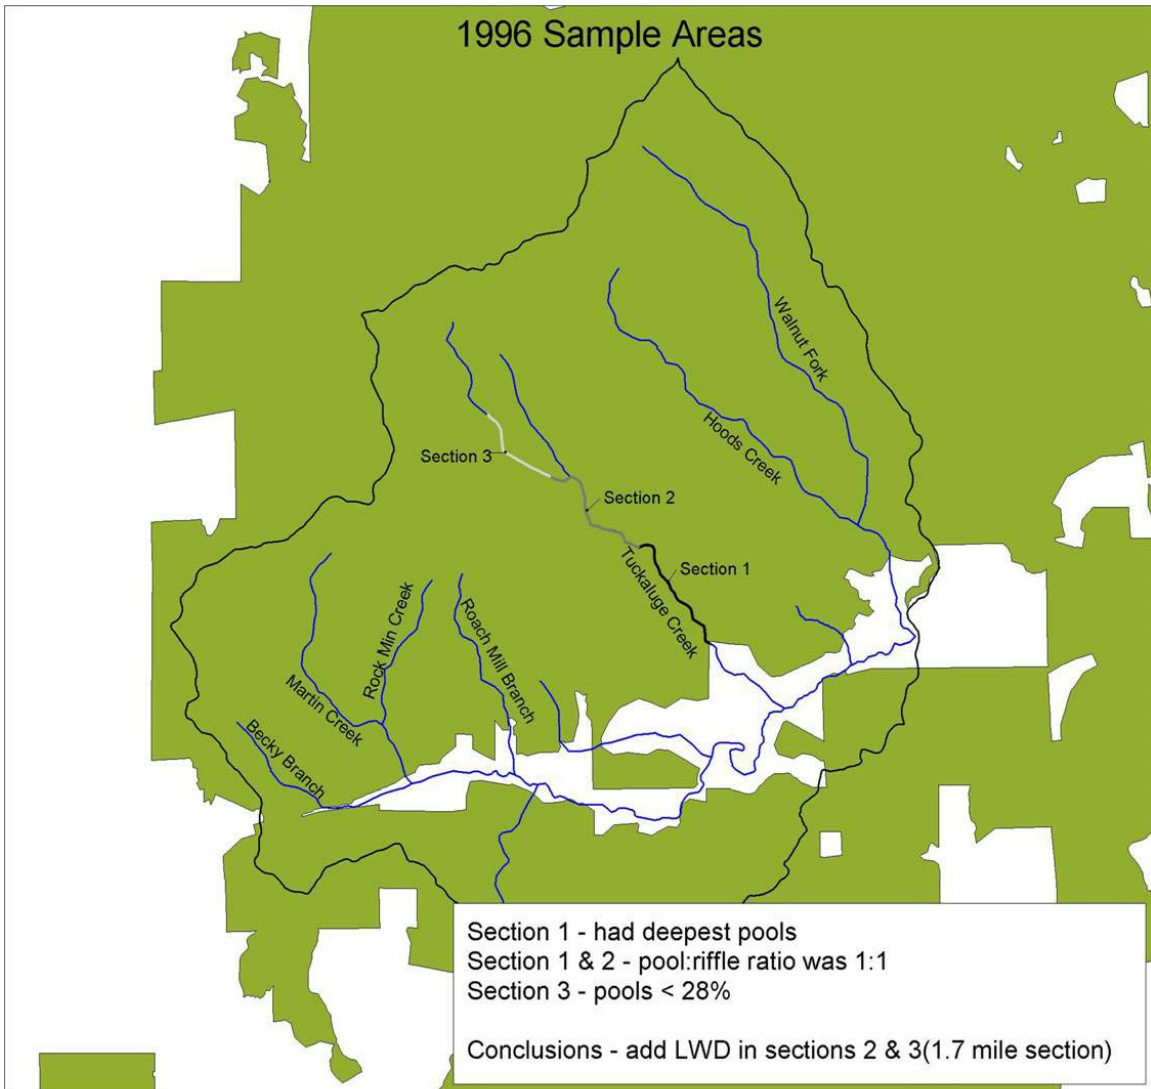 1996 Sample Areas
Walnut Fork
Hoods Creek
Section 3
Section 2
Section 1
Tuckaluge Creek
Roach Mill Branch
Rock Min Creek
Martin Creek
Becky Branch
Section 1 - had deepest pools
Section 1 & 2 - pool:riffle ratio was 1:1
Section 3 - pools < 28%
Conclusions - add LWD in sections 2 & 3(1.7 mile section)